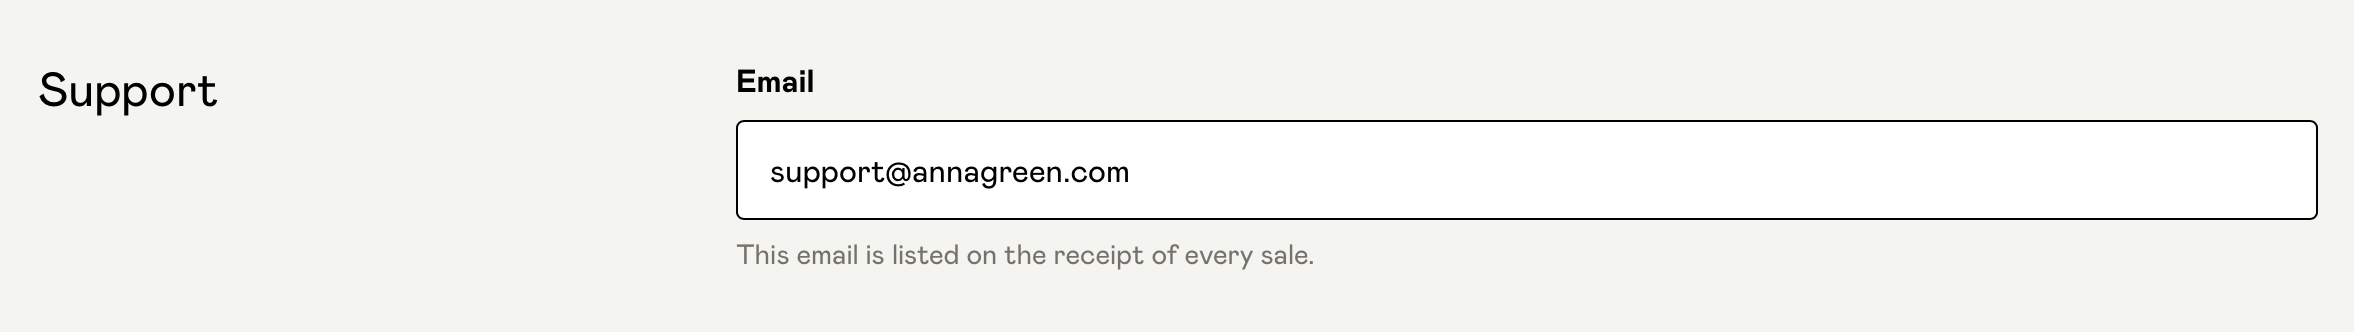 Support
Email
support@annagreen.com
This email is listed on the receipt of every sale.